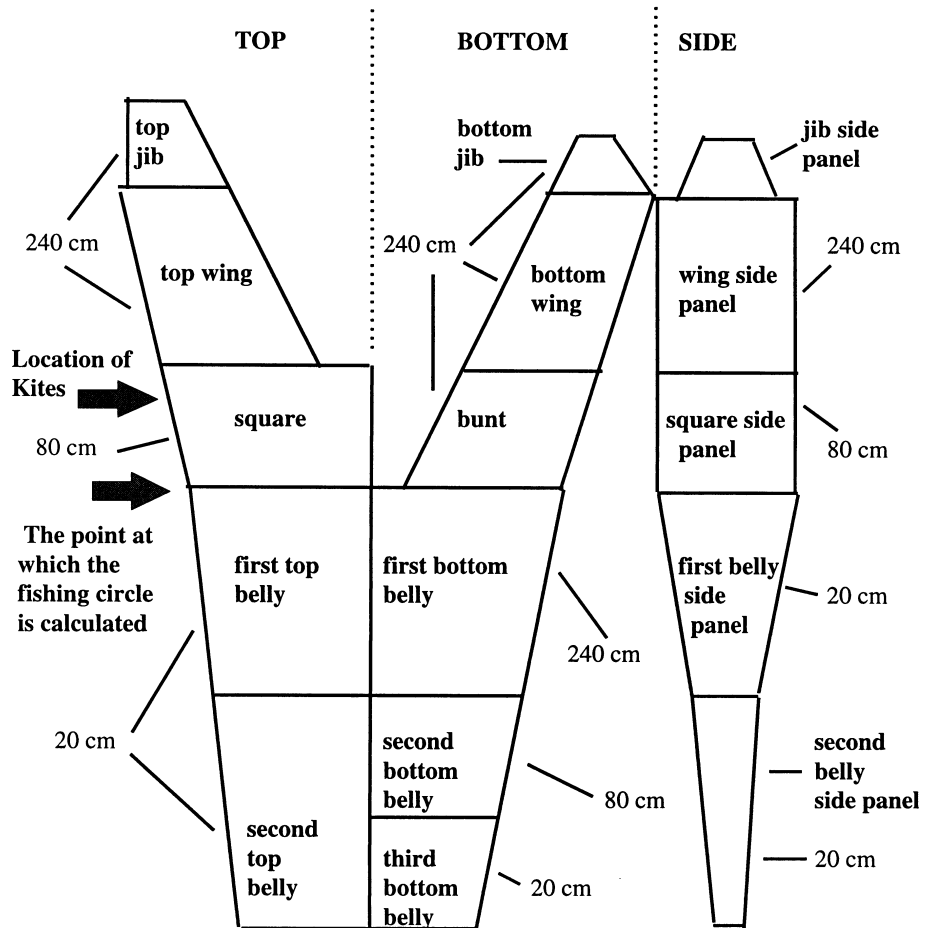 TOP
BOTTOM
SIDE
top
jib
bottom
jib
jib side
panel
240 cm
240 cm
240 cm
top wing
bottom
wing
wing side
panel
Location of
Kites
80 cm
square
bunt
square side
panel
80 cm
The point at
which the
fishing circle
is calculated
first top
belly
first bottom
belly
first belly
side
panel
20 cm
240 cm
20 cm
second
bottom
belly
80 cm
second
belly
side panel
second
top
belly
third
bottom
belly
20 cm
20 cm